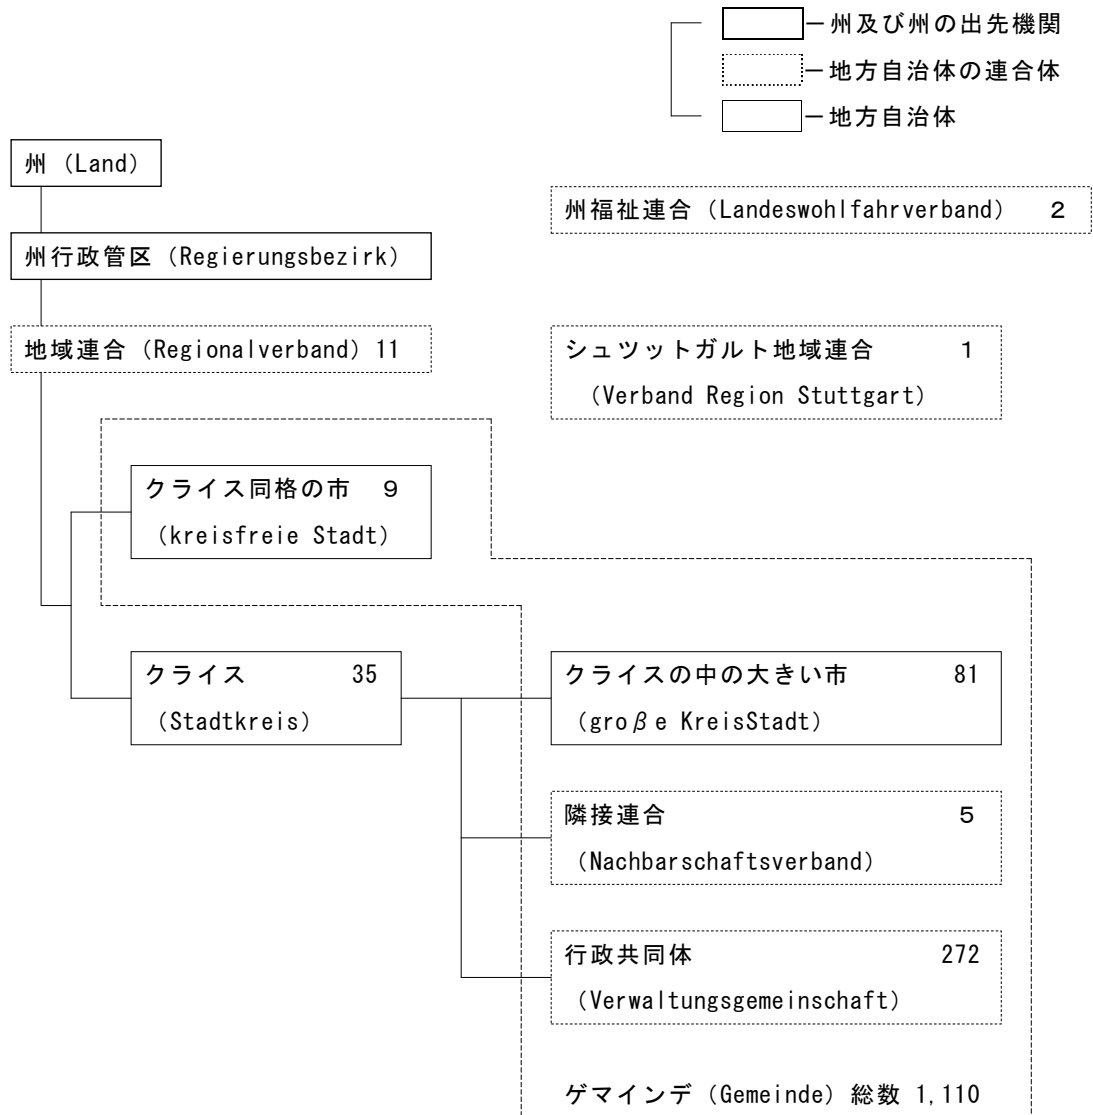 一州及び州の出先機関
一地方自治体の連合体
一地方自治体
州（Land）
州福祉連合（Landeswohlfahrverband） 2
州行政管区（Regierungsbezirk）
地域連合（Regionalverband）11
シュツットガルト地域連合 1
（Verband Region Stuttgart）
クライス同格の市 9
（kreisfreie Stadt）
クライス 35
（Stadtkreis）
クライスの中の大きい市 81
（groβe KreisStadt）
隣接連合 5
（Nachbarschaftsverband）
行政共同体 272
（Verwaltungsgemeinschaft）
ゲマインデ（Gemeinde）総数 1,110